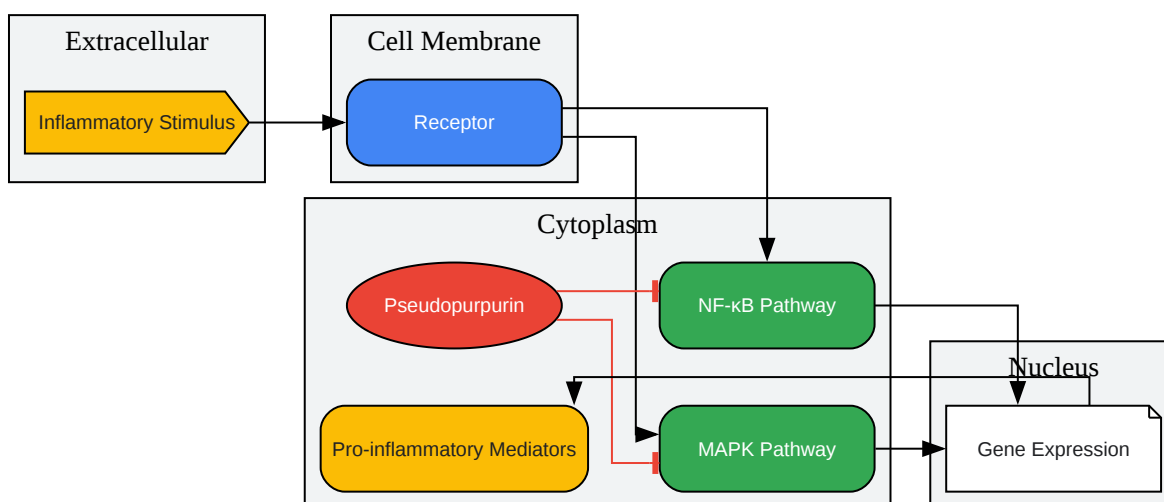 Extracellular
Cell Membrane
Inflammatory Stimulus
Receptor
Cytoplasm
Pseudopurpurin
NF-κB Pathway
Nucleus
Pro-inflammatory Mediators
MAPK Pathway
Gene Expression